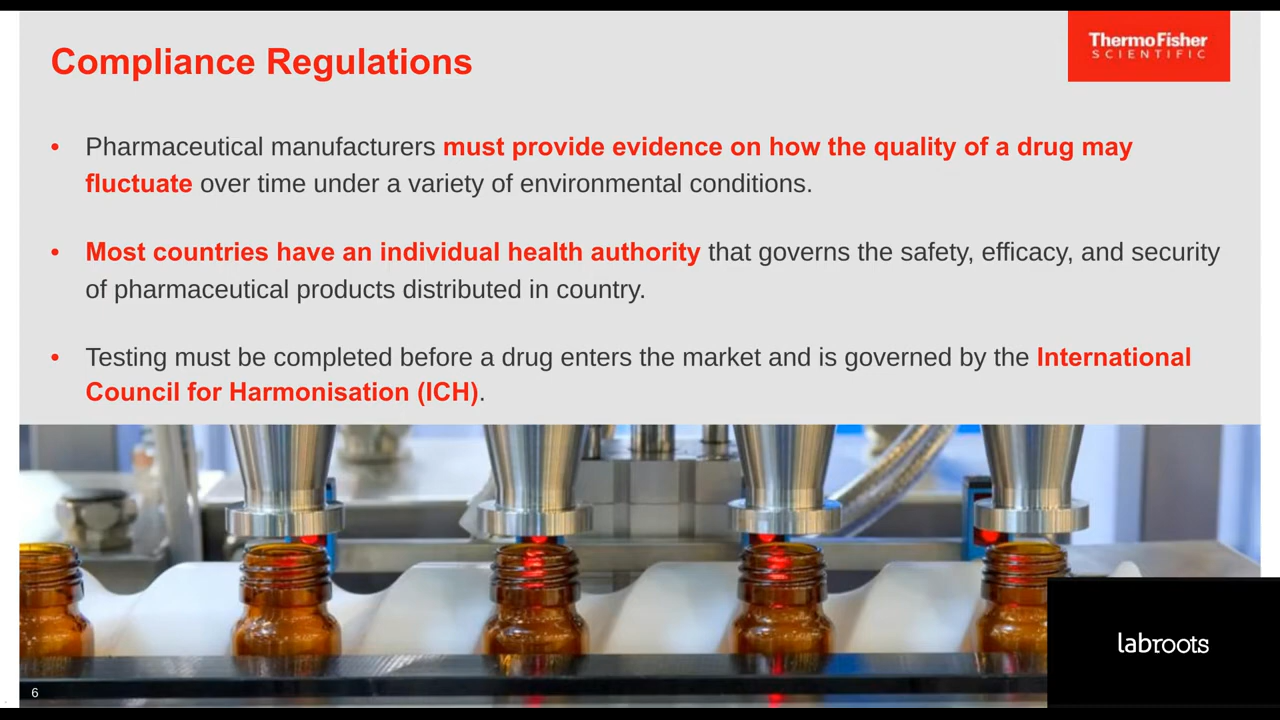 Compliance Regulations
ThermoFisher
SCIENTIFIC
• Pharmaceutical manufacturers must provide evidence on how the quality of a drug may
fluctuate over time under a variety of environmental conditions.
• Most countries have an individual health authority that governs the safety, efficacy, and security
of pharmaceutical products distributed in country.
• Testing must be completed before a drug enters the market and is governed by the International
Council for Harmonisation (ICH).
labroots
6